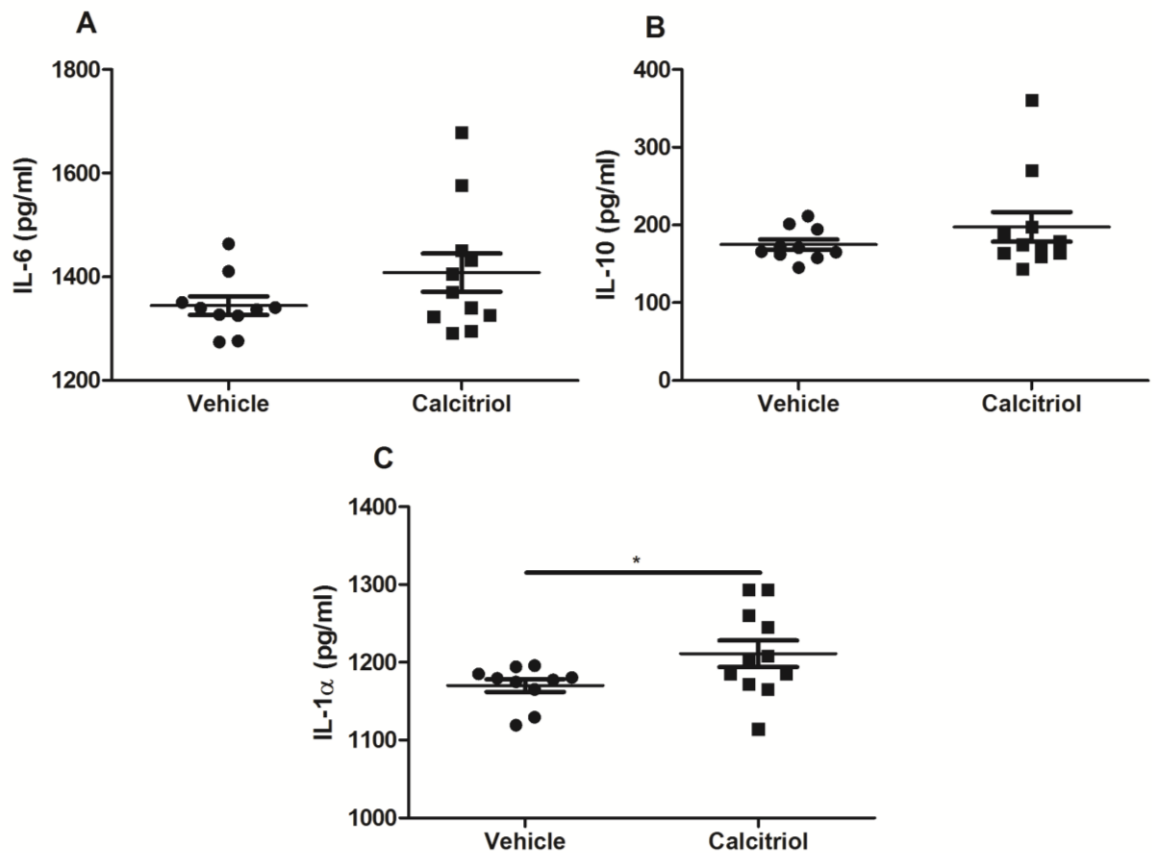 A
B
1800
1600
1400
1200
IL-6 (pg/ml)
Vehicle
Calcitriol
400
300
200
100
0
IL-10 (pg/ml)
Vehicle
Calcitriol
C
1400
1300
1200
1100
1000
IL-1α (pg/ml)
*
Vehicle
Calcitriol